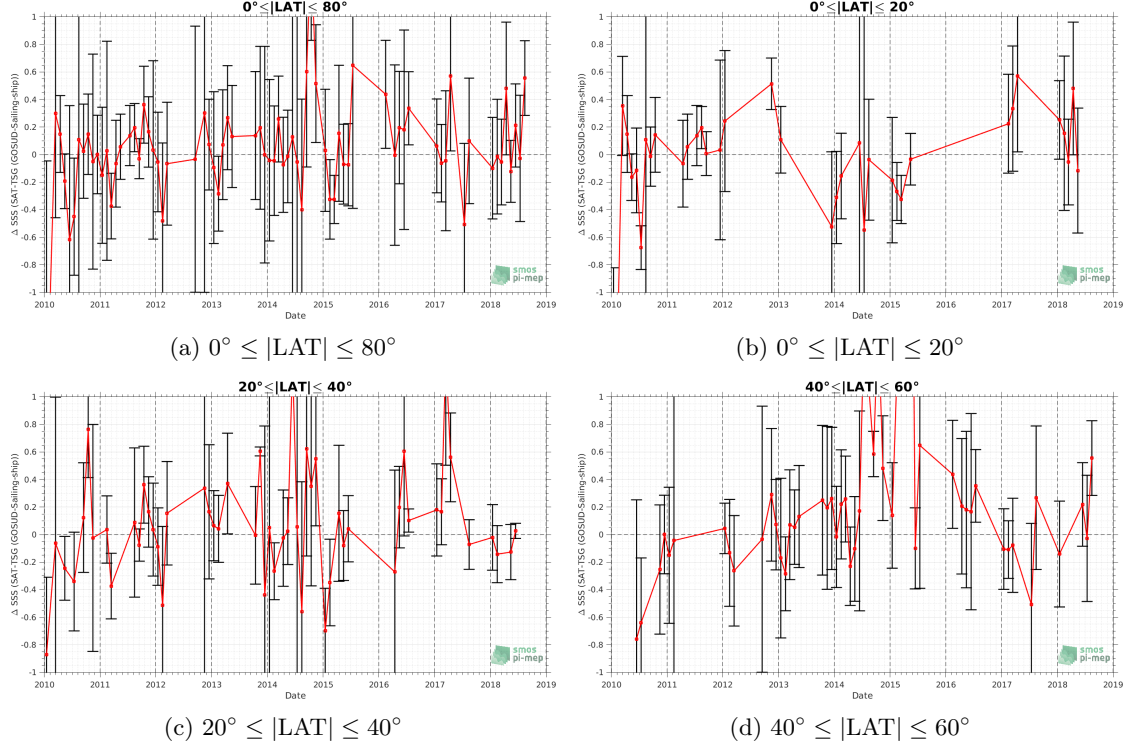 0°≤|LAT|≤ 80°
Δ SSS (SAT-TSG (GOSUD-Sailing-ship))
1
0.8
0.6
0.4
0.2
0
-0.2
-0.4
-0.6
-0.8
-1
2010 2011 2012 2013 2014 2015 2016 2017 2018 2019
Date
smos
pi-mep
(a) 0° ≤ |LAT| ≤ 80°
0°≤|LAT|≤ 20°
Δ SSS (SAT-TSG (GOSUD-Sailing-ship))
1
0.8
0.6
0.4
0.2
0
-0.2
-0.4
-0.6
-0.8
-1
2010 2011 2012 2013 2014 2015 2016 2017 2018 2019
Date
smos
pi-mep
(b) 0° ≤ |LAT| ≤ 20°
20°≤|LAT|≤ 40°
Δ SSS (SAT-TSG (GOSUD-Sailing-ship))
1
0.8
0.6
0.4
0.2
0
-0.2
-0.4
-0.6
-0.8
-1
2010 2011 2012 2013 2014 2015 2016 2017 2018 2019
Date
smos
pi-mep
(c) 20° ≤ |LAT| ≤ 40°
40°≤|LAT|≤ 60°
Δ SSS (SAT-TSG (GOSUD-Sailing-ship))
1
0.8
0.6
0.4
0.2
0
-0.2
-0.4
-0.6
-0.8
-1
2010 2011 2012 2013 2014 2015 2016 2017 2018 2019
Date
smos
pi-mep
(d) 40° ≤ |LAT| ≤ 60°